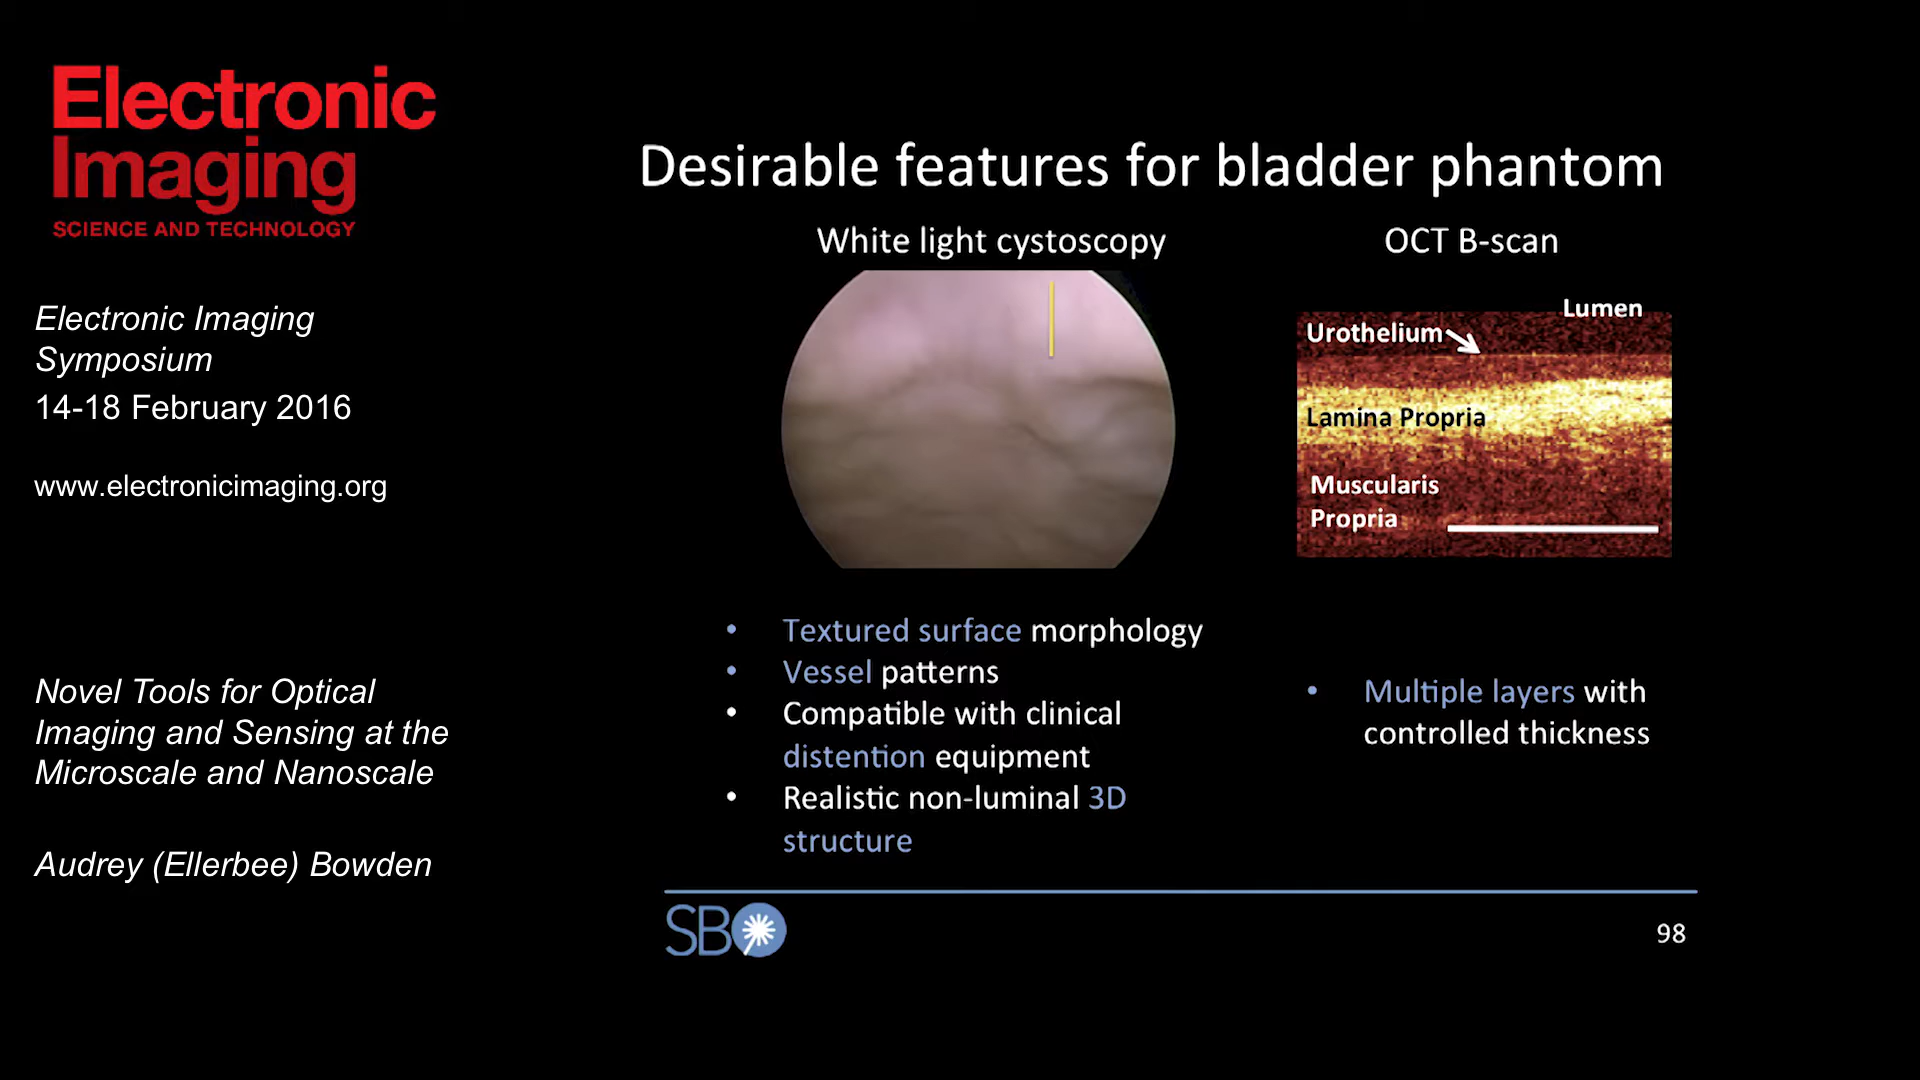 Electronic
Imaging
SCIENCE AND TECHNOLOGY
Electronic Imaging
Symposium
14-18 February 2016
www.electronicimaging.org
Novel Tools for Optical
Imaging and Sensing at the
Microscale and Nanoscale
Audrey (Ellerbee) Bowden
Desirable features for bladder phantom
White light cystoscopy
• Textured surface morphology
• Vessel patterns
• Compatible with clinical
distention equipment
• Realistic non-luminal 3D
structure
OCT B-scan
Lumen
Urothelium
Lamina Propria
Muscularis
Propria
• Multiple layers with
controlled thickness
SBO
98